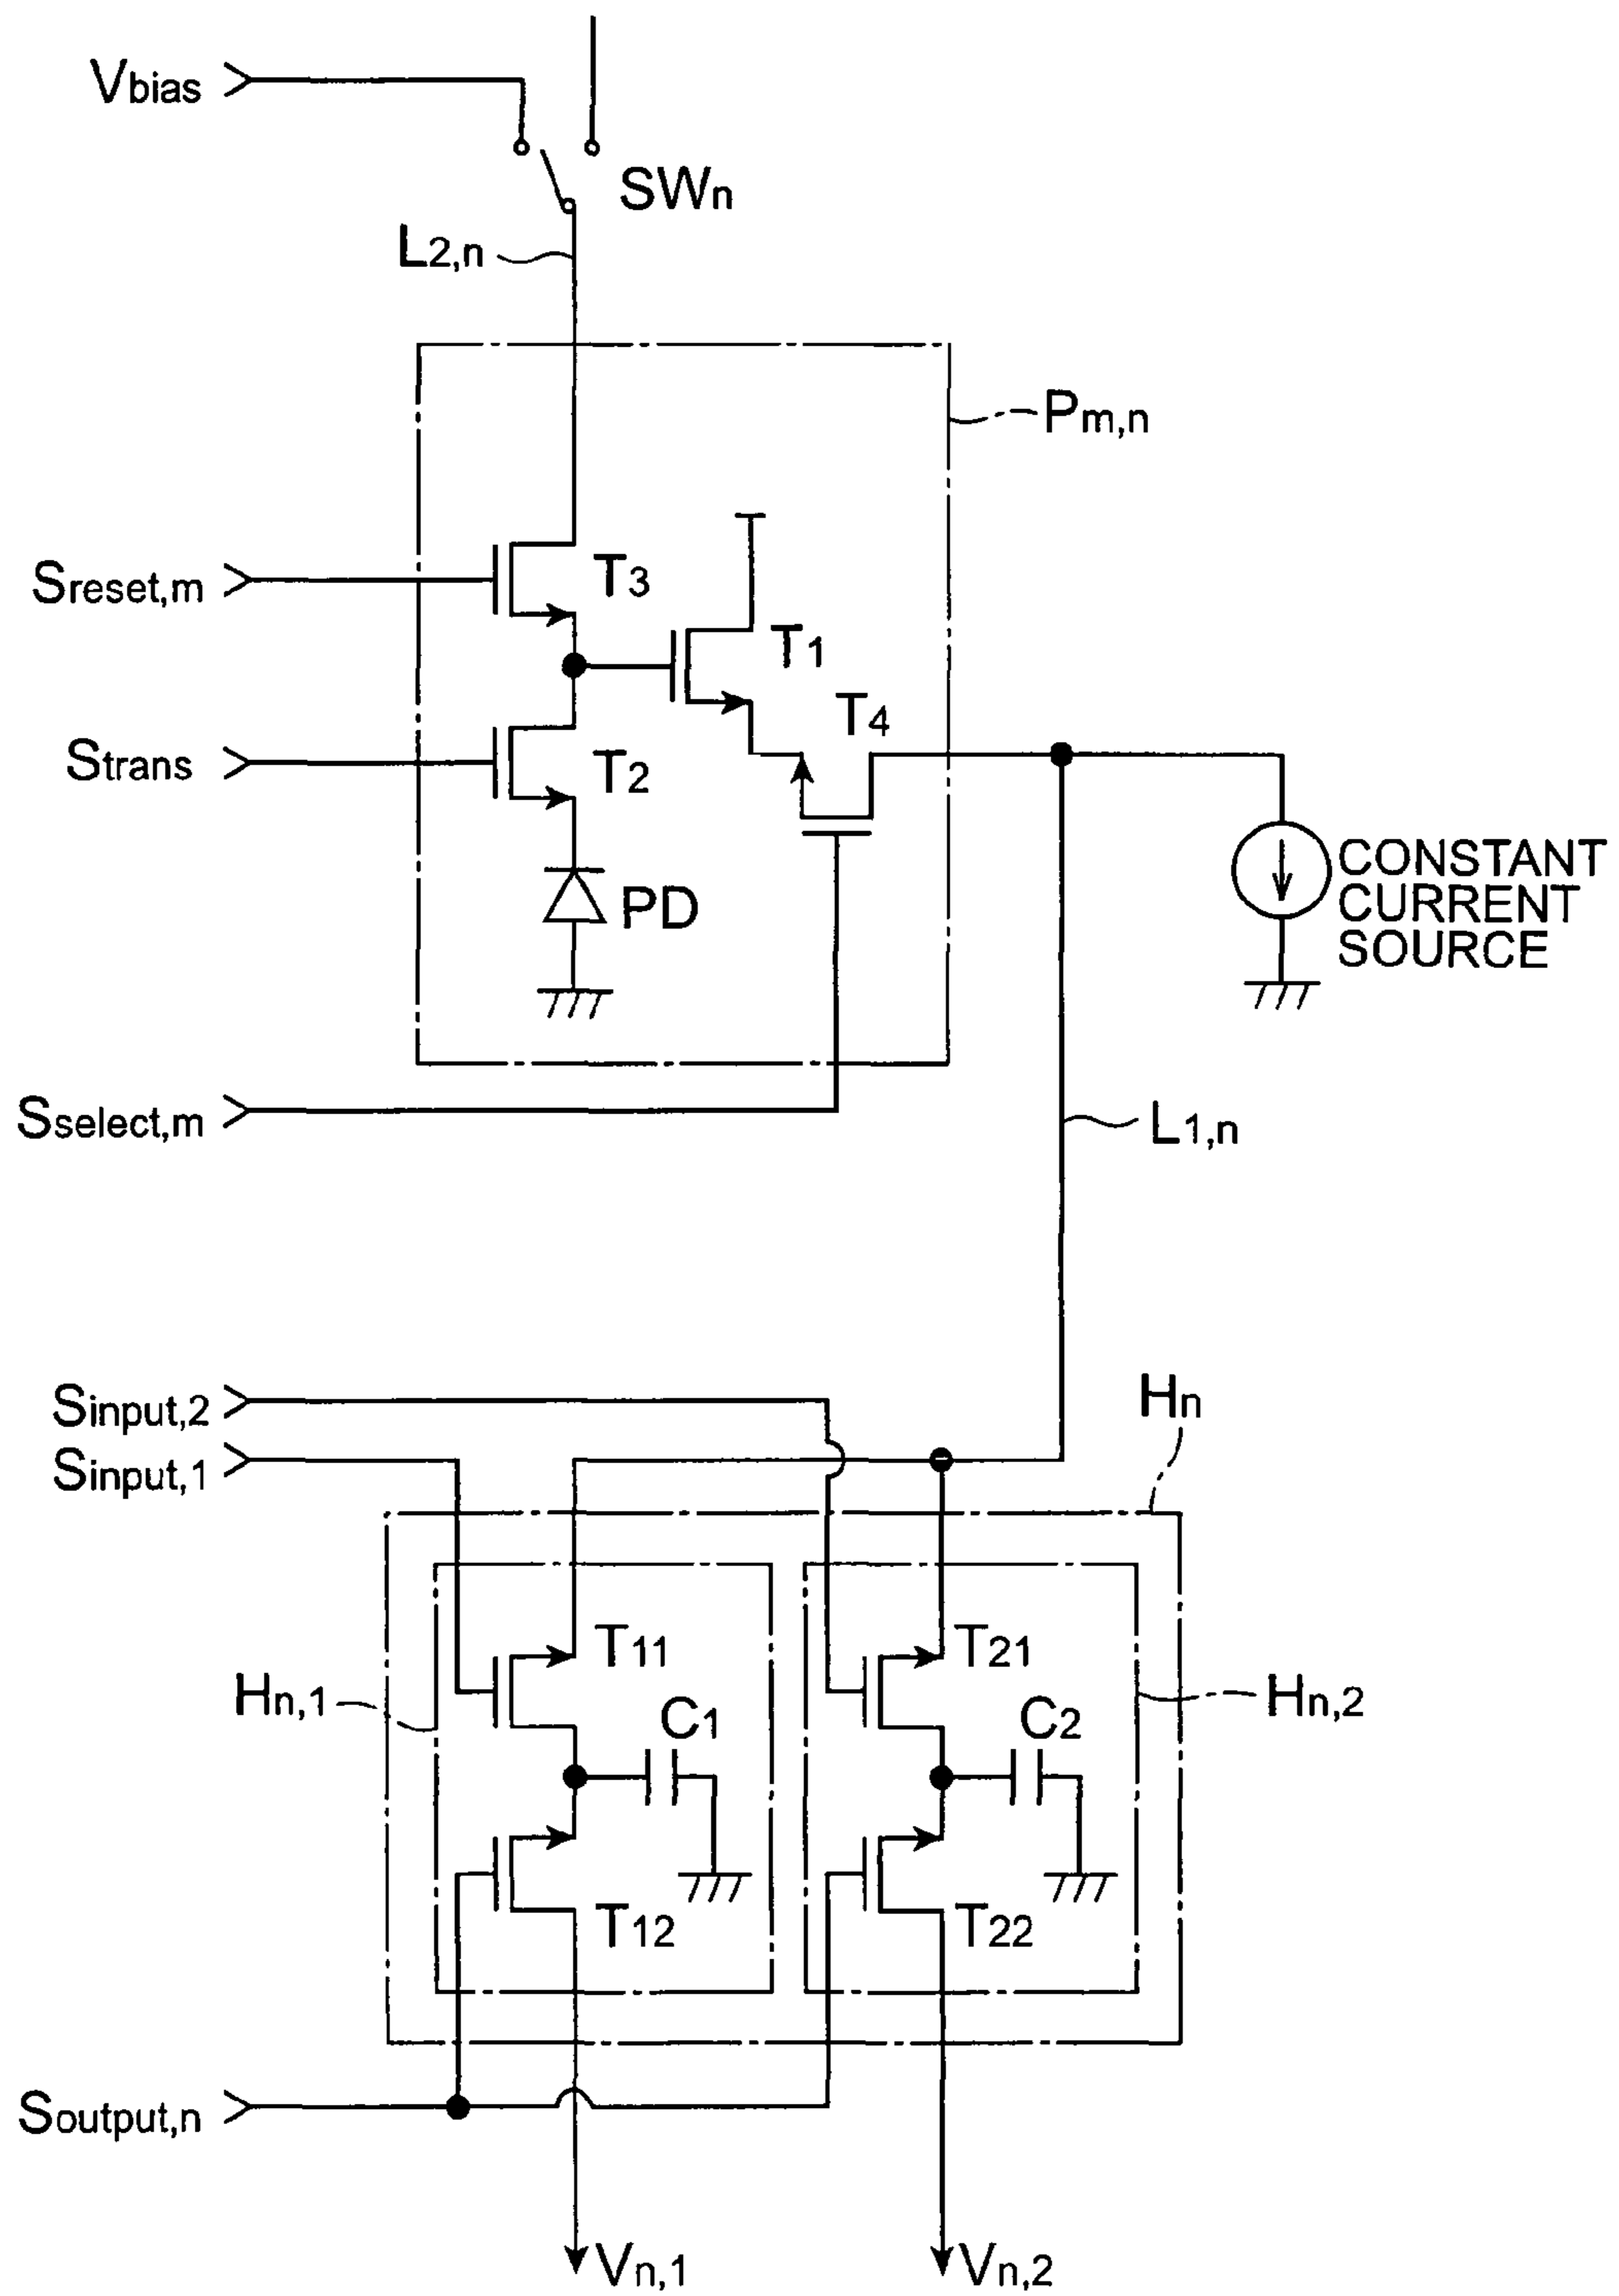 Vbias
SWn
L2,n
Pm,n
Sreset,m
T3
T1
T4
Strans
T2
PD
CONSTANT
CURRENT
SOURCE
Sselect,m
L1,n
Sinput,2
Hn
Sinput,1
T11
T21
Hn,1
C1
C2
Hn,2
T12
T22
Soutput,n
Vn,1
Vn,2